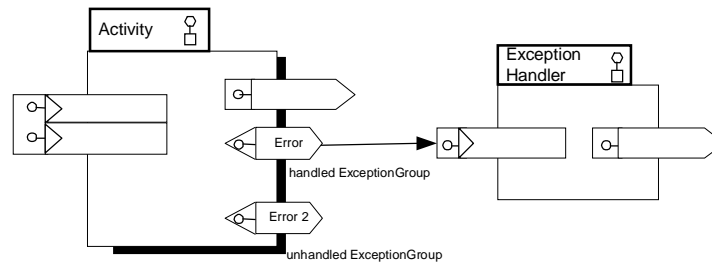 Activity
Exception
Handler
Error
handled ExceptionGroup
Error 2
unhandled ExceptionGroup